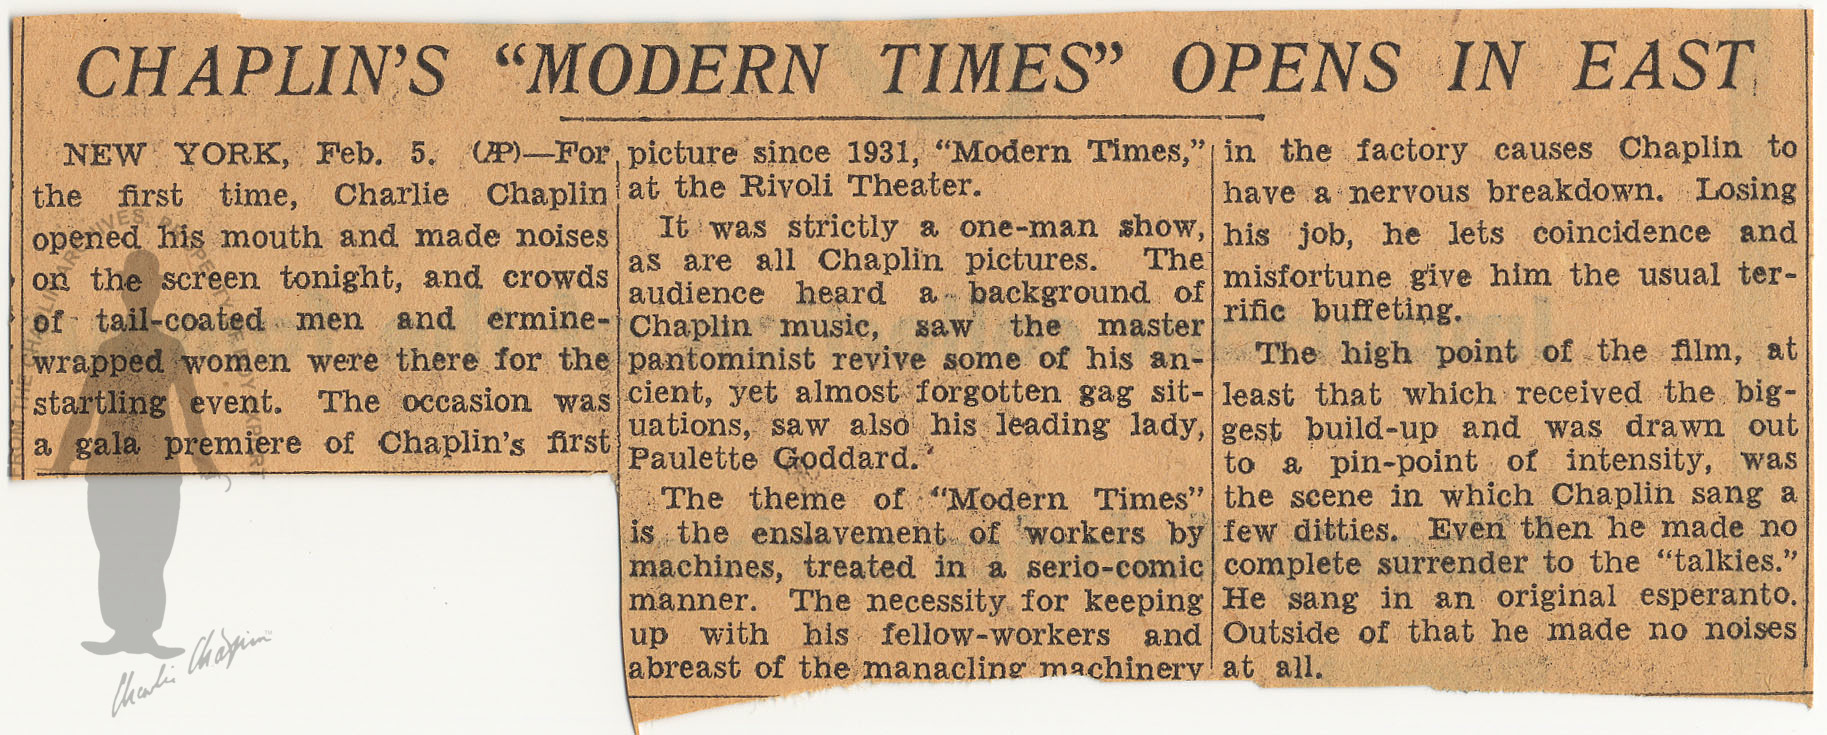 CHAPLIN'S “MODERN TIMES” OPENS IN EAST
NEW YORK, Feb. 5. (AP)—For
the first time, Charlie Chaplin
opened his mouth and made noises
on the screen tonight, and crowds
of tail-coated men and ermine-
wrapped women were there for the
startling event. The occasion was
a gala premiere of Chaplin's first
picture since 1931, “Modern Times,”
at the Rivoli Theater.
It was strictly a one-man show,
as are all Chaplin pictures. The
audience heard a background of
Chaplin music, saw the master
pantominist revive some of his an-
cient, yet almost forgotten gag sit-
uations, saw also his leading lady,
Paulette Goddard.
The theme of “Modern Times”
is the enslavement of workers by
machines, treated in a serio-comic
manner. The necessity for keeping
up with his fellow-workers and
abreast of the manacling machinery
in the factory causes Chaplin to
have a nervous breakdown. Losing
his job, he lets coincidence and
misfortune give him the usual ter-
rific buffeting.
The high point of the film, at
least that which received the big-
gest build-up and was drawn out
to a pin-point of intensity, was
the scene in which Chaplin sang a
few ditties. Even then he made no
complete surrender to the “talkies.”
He sang in an original esperanto.
Outside of that he made no noises
at all.
FROM THE CHAPLIN ARCHIVES, PROPERTY
Charlie Chaplin